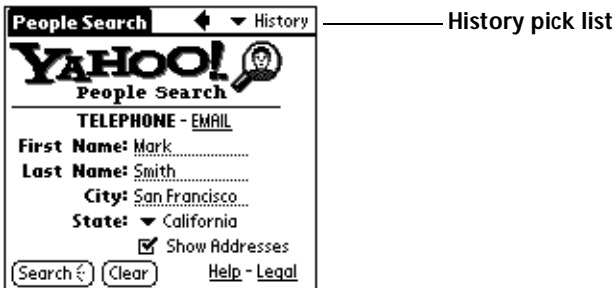 People Search History History pick list
YAHOO!
People Search
TELEPHONE - EMAIL
First Name: Mark
Last Name: Smith
City: San Francisco
State: California
Show Addresses
Search Clear Help - Legal